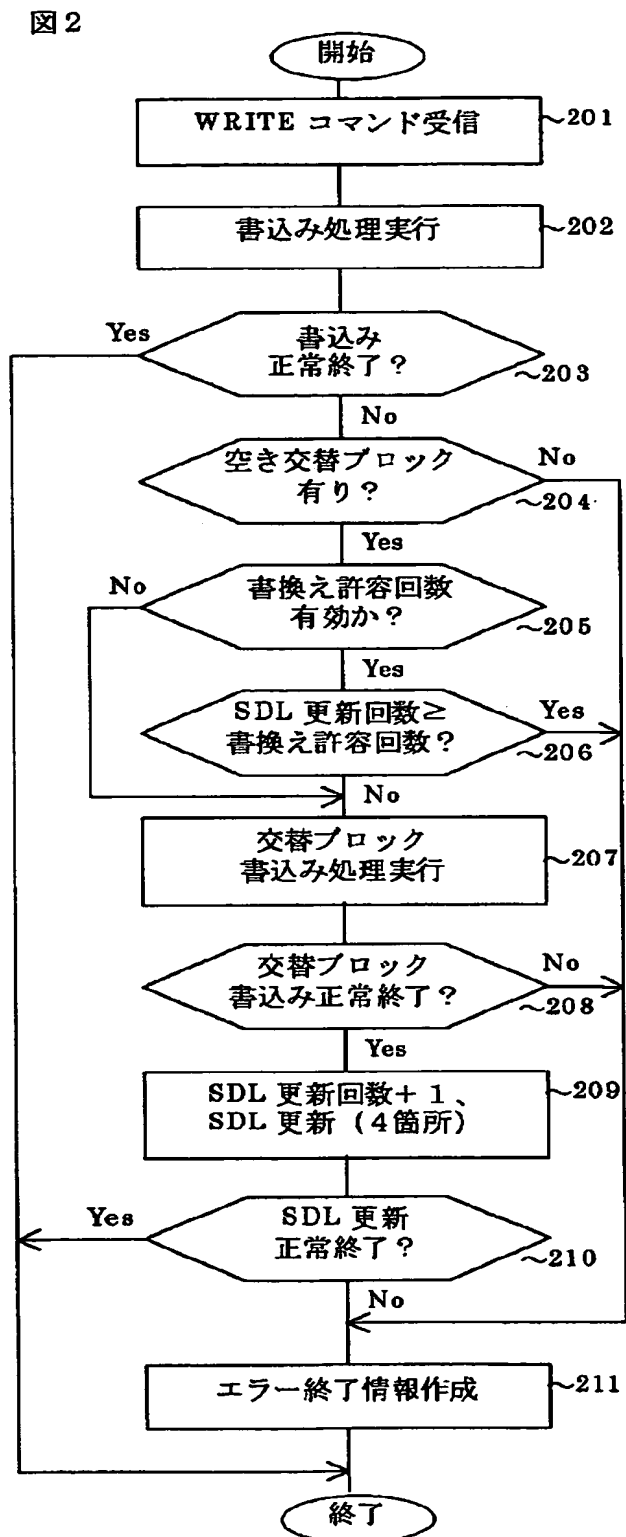 図2
開始
WRITE コマンド受信
~201
書込み処理実行
~202
Yes
書込み
正常終了?
~203
No
空き交替ブロック
有り?
No
~204
Yes
No
書換え許容回数
有効か?
~205
Yes
SDL 更新回数≥
書換え許容回数?
Yes
~206
No
交替ブロック
書込み処理実行
~207
交替ブロック
書込み正常終了?
No
~208
Yes
SDL 更新回数+1、
SDL 更新(4箇所)
~209
Yes
SDL 更新
正常終了?
~210
No
エラー終了情報作成
~211
終了